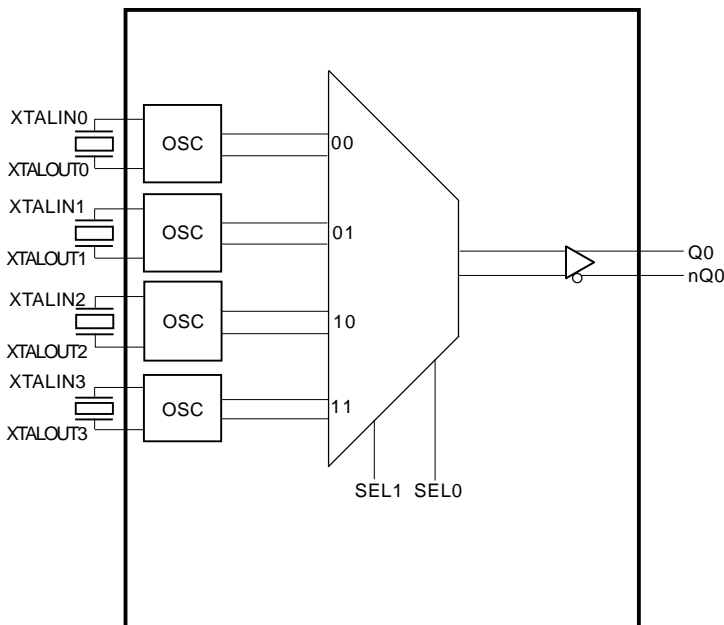 XTALIN0
OSC
00
XTALOUT0
XTALIN1
OSC
01
XTALOUT1
Q0
nQ0
XTALIN2
OSC
10
XTALOUT2
XTALIN3
OSC
11
XTALOUT3
SEL1 SEL0